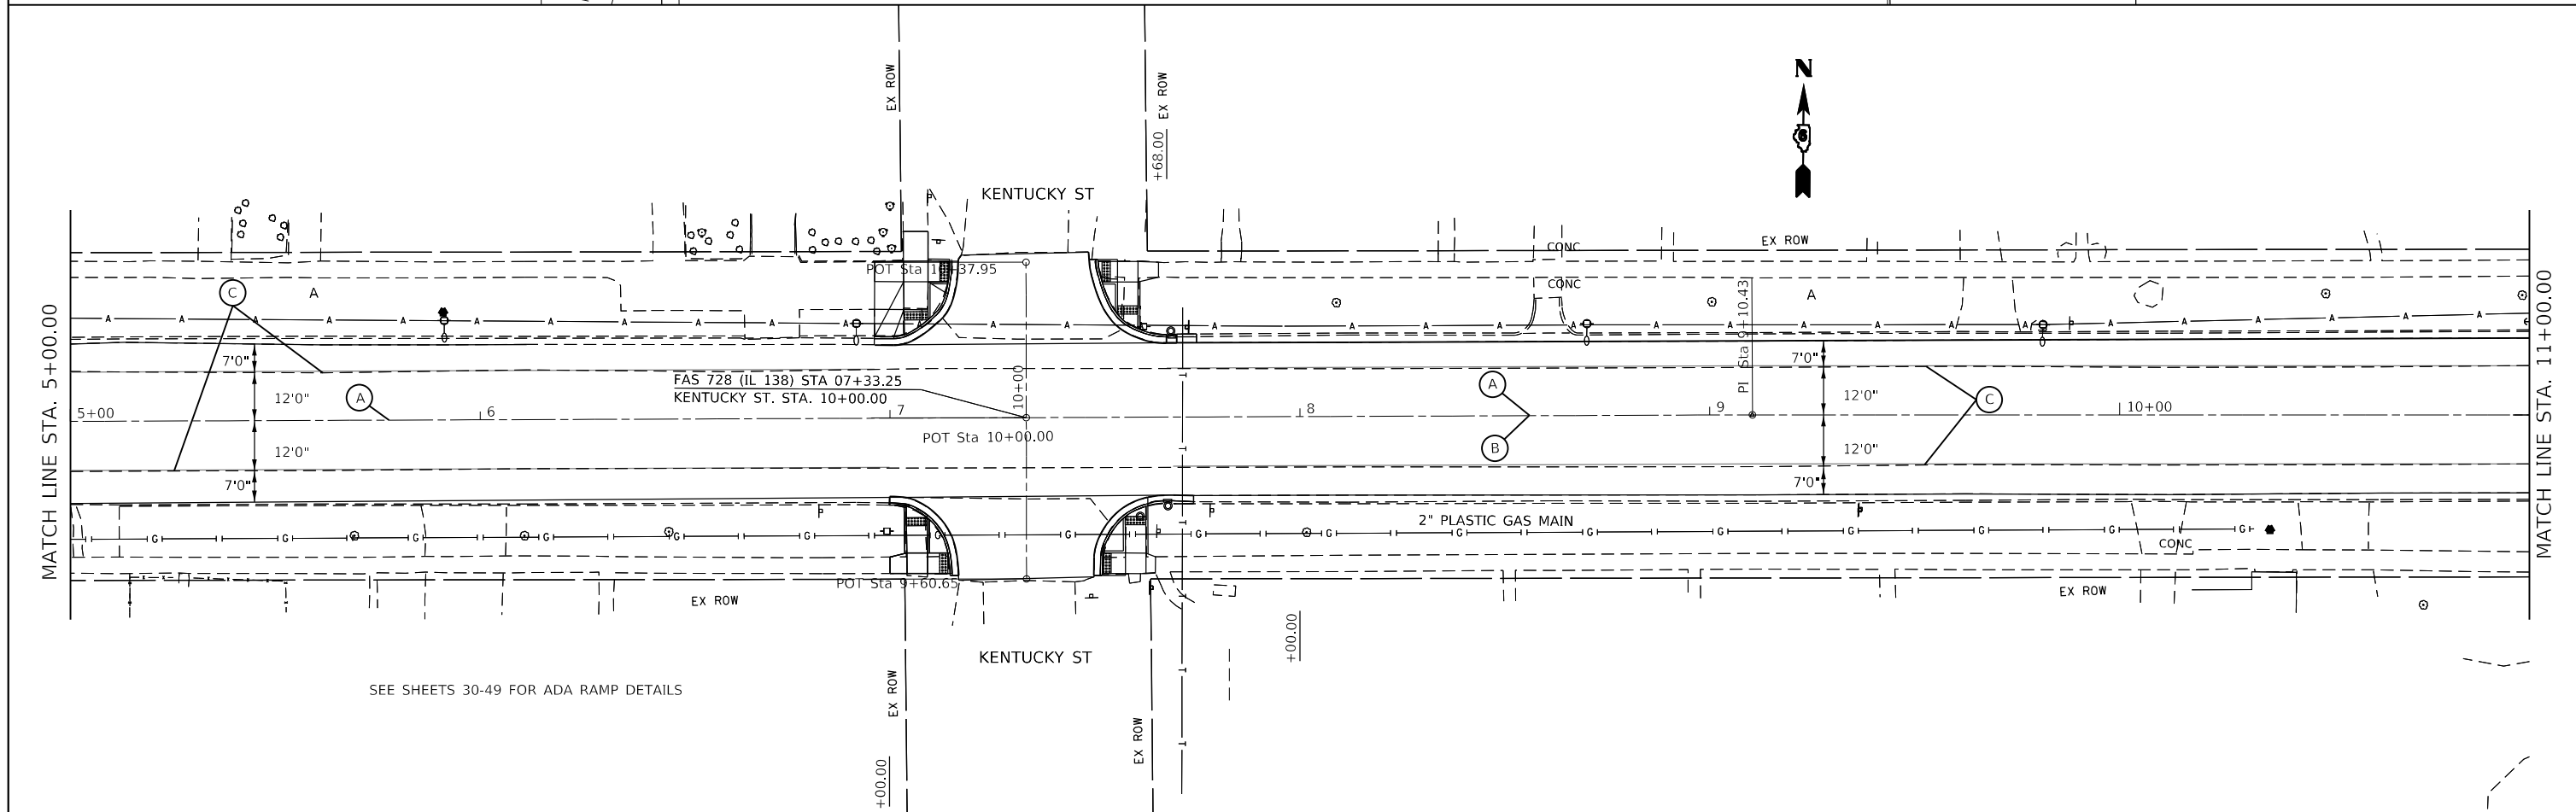 EX ROW
EX ROW
+68.00
N
6
KENTUCKY ST
MATCH LINE STA. 5+00.00
MATCH LINE STA. 11+00.00
CONC
EX ROW
CONC
C
A
A
A A A A A A A A A A A A A A A A A A A A A A A A A A A A A A
PI Sta 9+10.43
7'0"
7'0"
FAS 728 (IL 138) STA 07+33.25
KENTUCKY ST. STA. 10+00.00
10+00
12'0"
A
A
12'0"
C
5+00
6
7
8
9
10+00
POT Sta 10+00.00
B
12'0"
12'0"
7'0"
7'0"
2" PLASTIC GAS MAIN
G G G G G G G G G G G G G G G G
CONC
POT Sta 9+60.65
EX ROW
EX ROW
+00.00
KENTUCKY ST
SEE SHEETS 30-49 FOR ADA RAMP DETAILS
EX ROW
EX ROW
+00.00